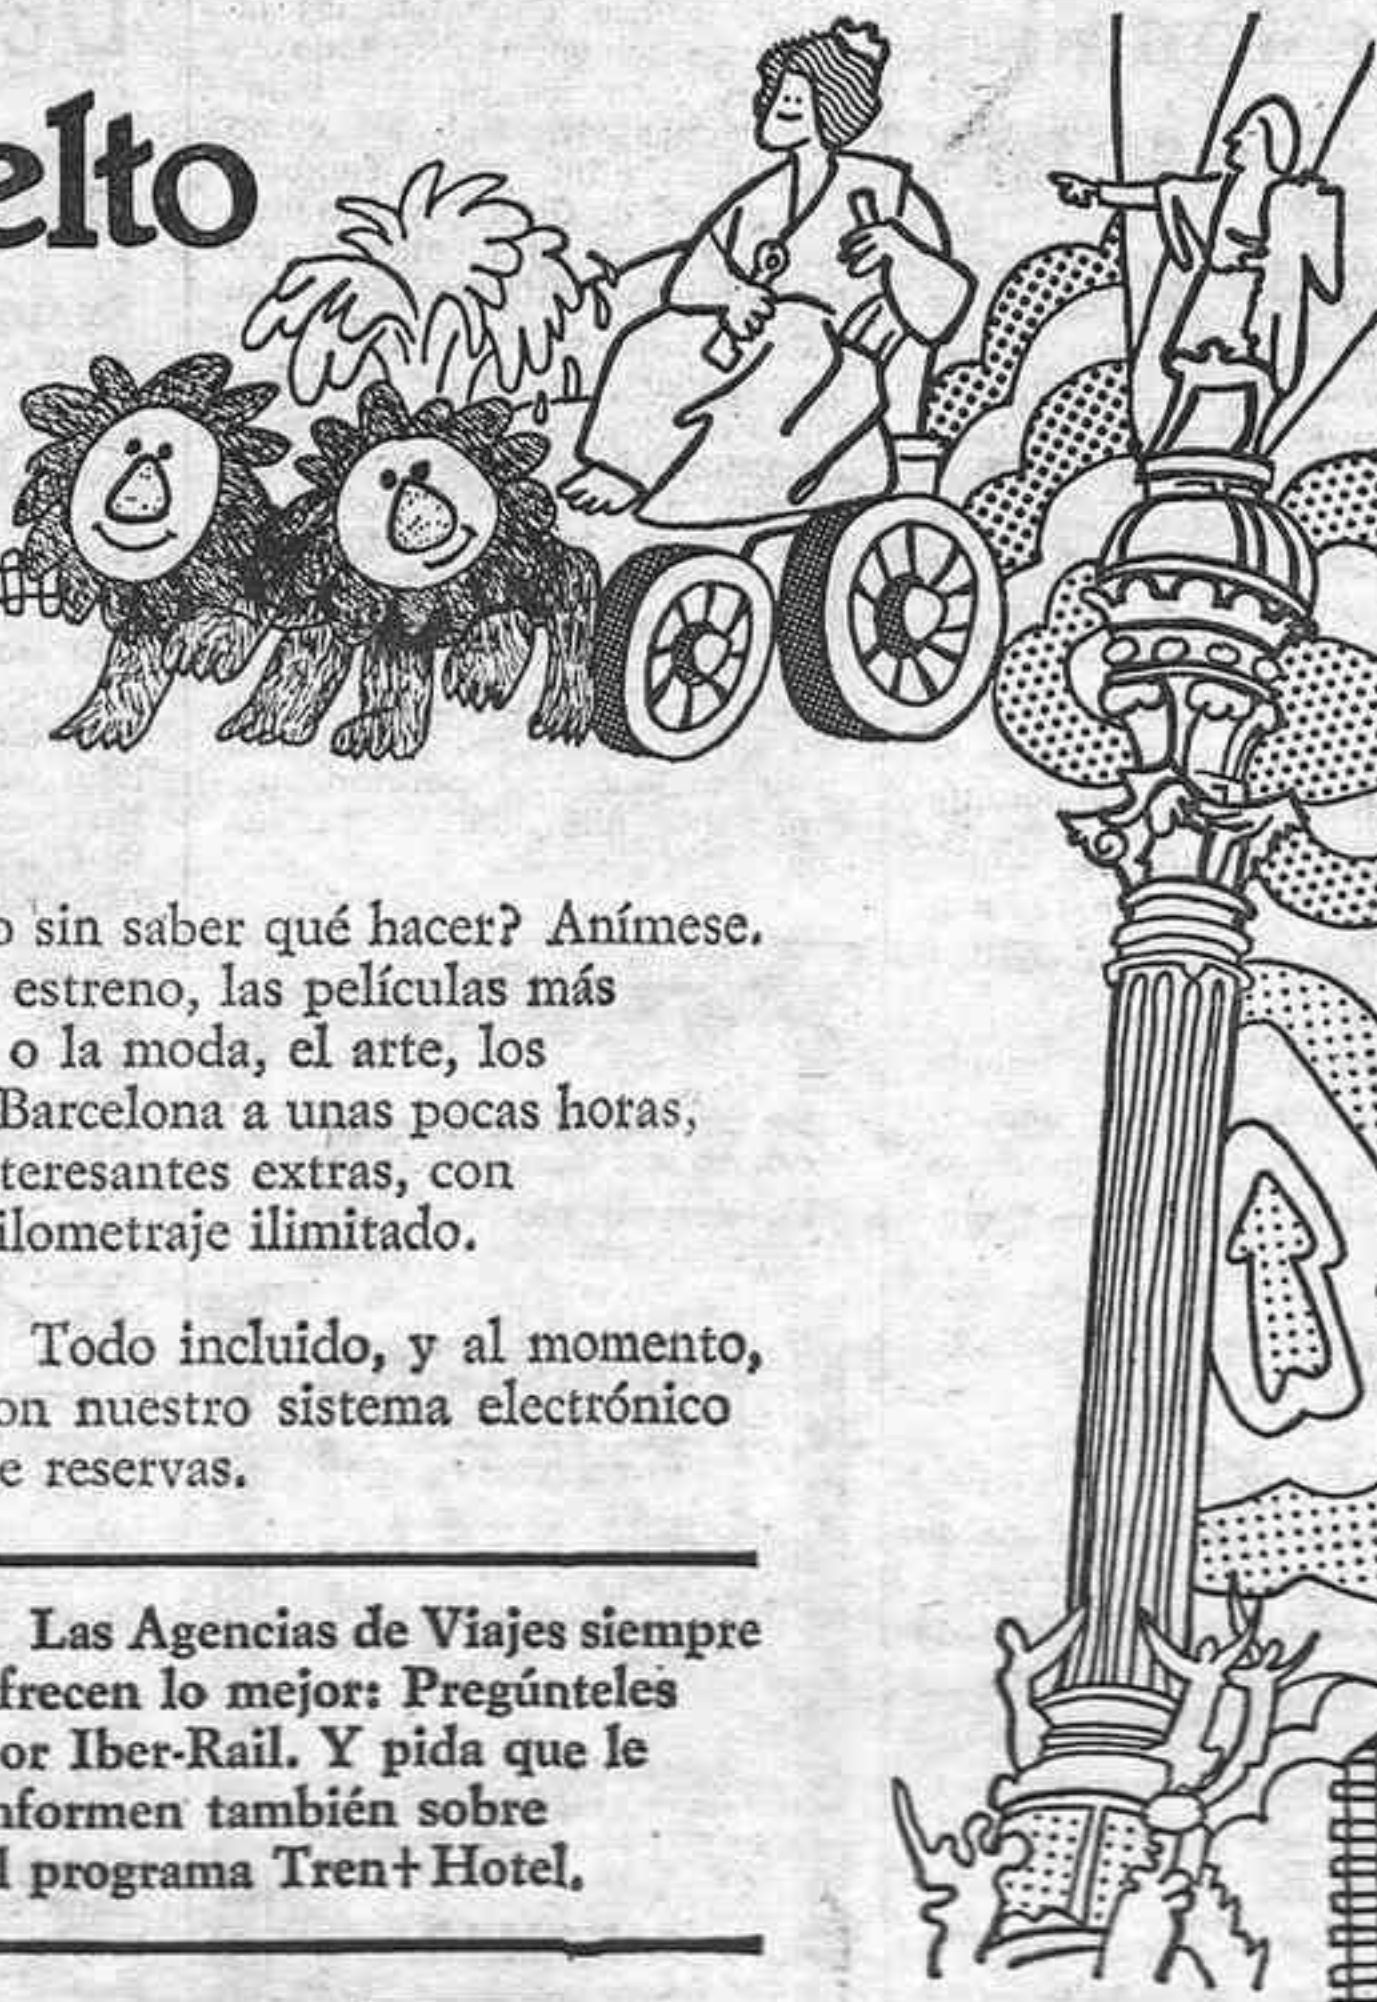 elto
o sin saber qué hacer? Anímese.
estreno, las películas más
o la moda, el arte, los
Barcelona a unas pocas horas,
teresantes extras, con
ilometraje ilimitado.
Todo incluido, y al momento,
on nuestro sistema electrónico
e reservas.
Las Agencias de Viajes siempre
frecen lo mejor: Pregúnteles
or Iber-Rail. Y pida que le
nformen también sobre
l programa Tren+Hotel.